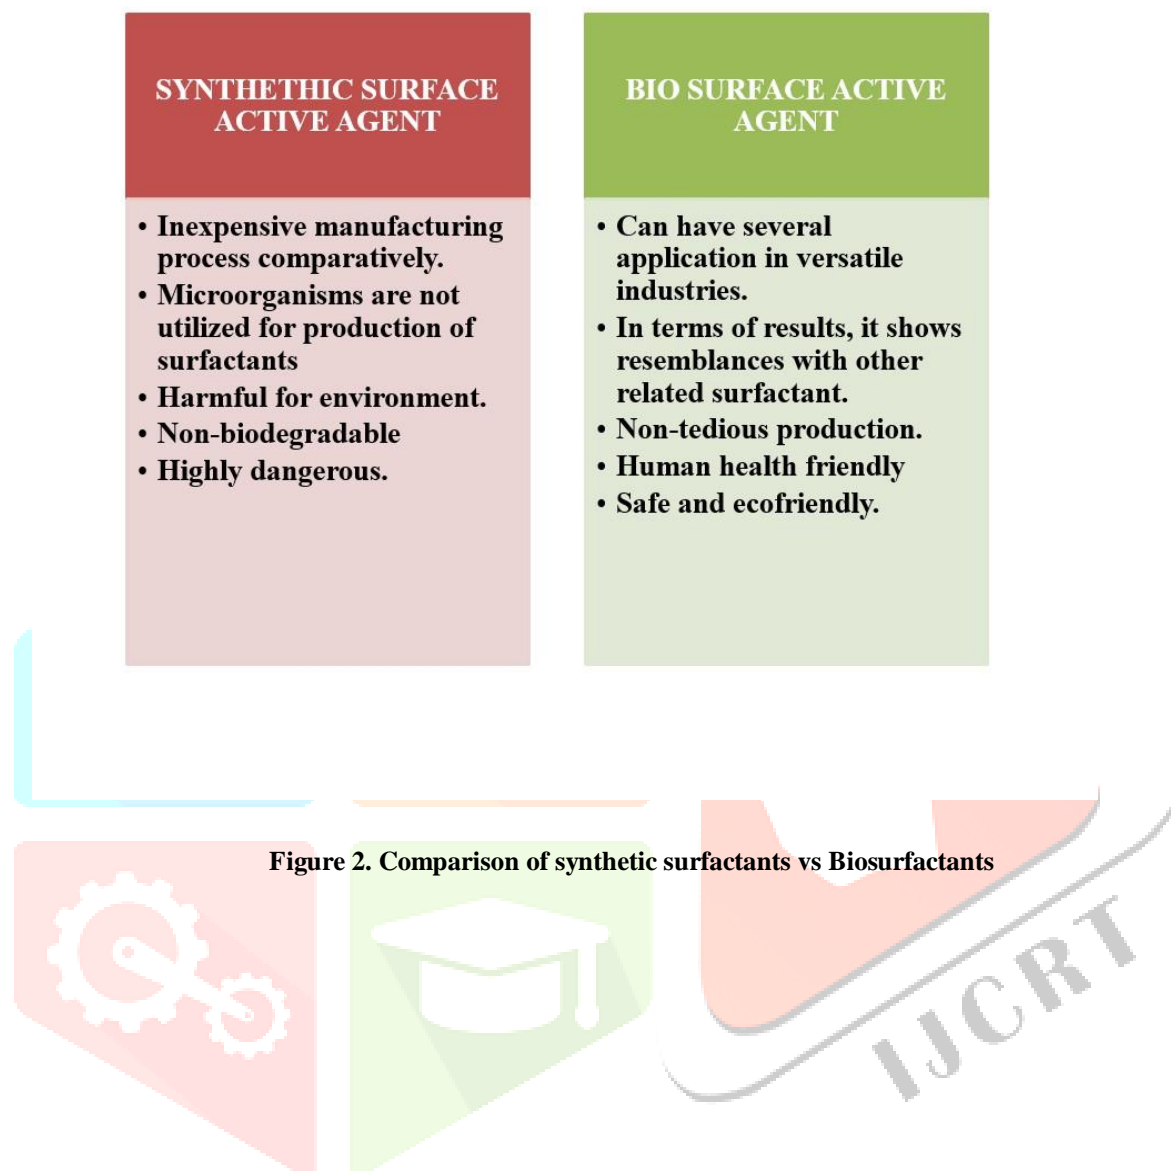 SYNTHETHIC SURFACE
ACTIVE AGENT
• Inexpensive manufacturing
process comparatively.
• Microorganisms are not
utilized for production of
surfactants
• Harmful for environment.
• Non-biodegradable
• Highly dangerous.
BIO SURFACE ACTIVE
AGENT
• Can have several
application in versatile
industries.
• In terms of results, it shows
resemblances with other
related surfactant.
• Non-tedious production.
• Human health friendly
• Safe and ecofriendly.
Figure 2. Comparison of synthetic surfactants vs Biosurfactants
IJCRT